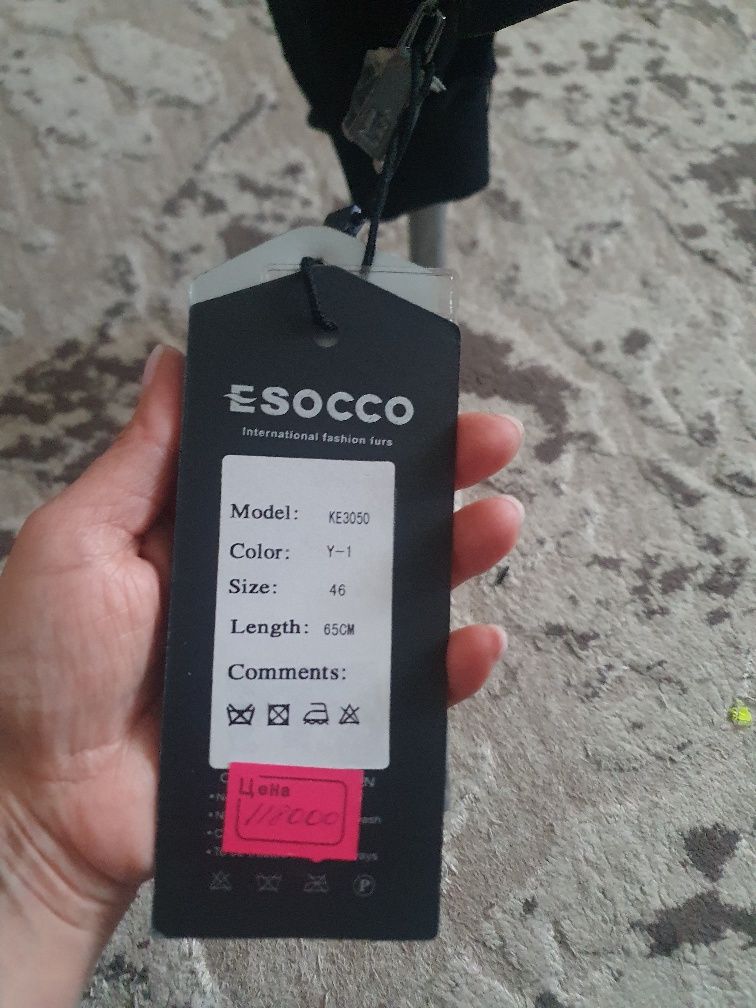 ESOCCO
International fashion furs
Model: KE3050
Color: Y-1
Size: 46
Length: 65CM
Comments:
Цена
118000
P